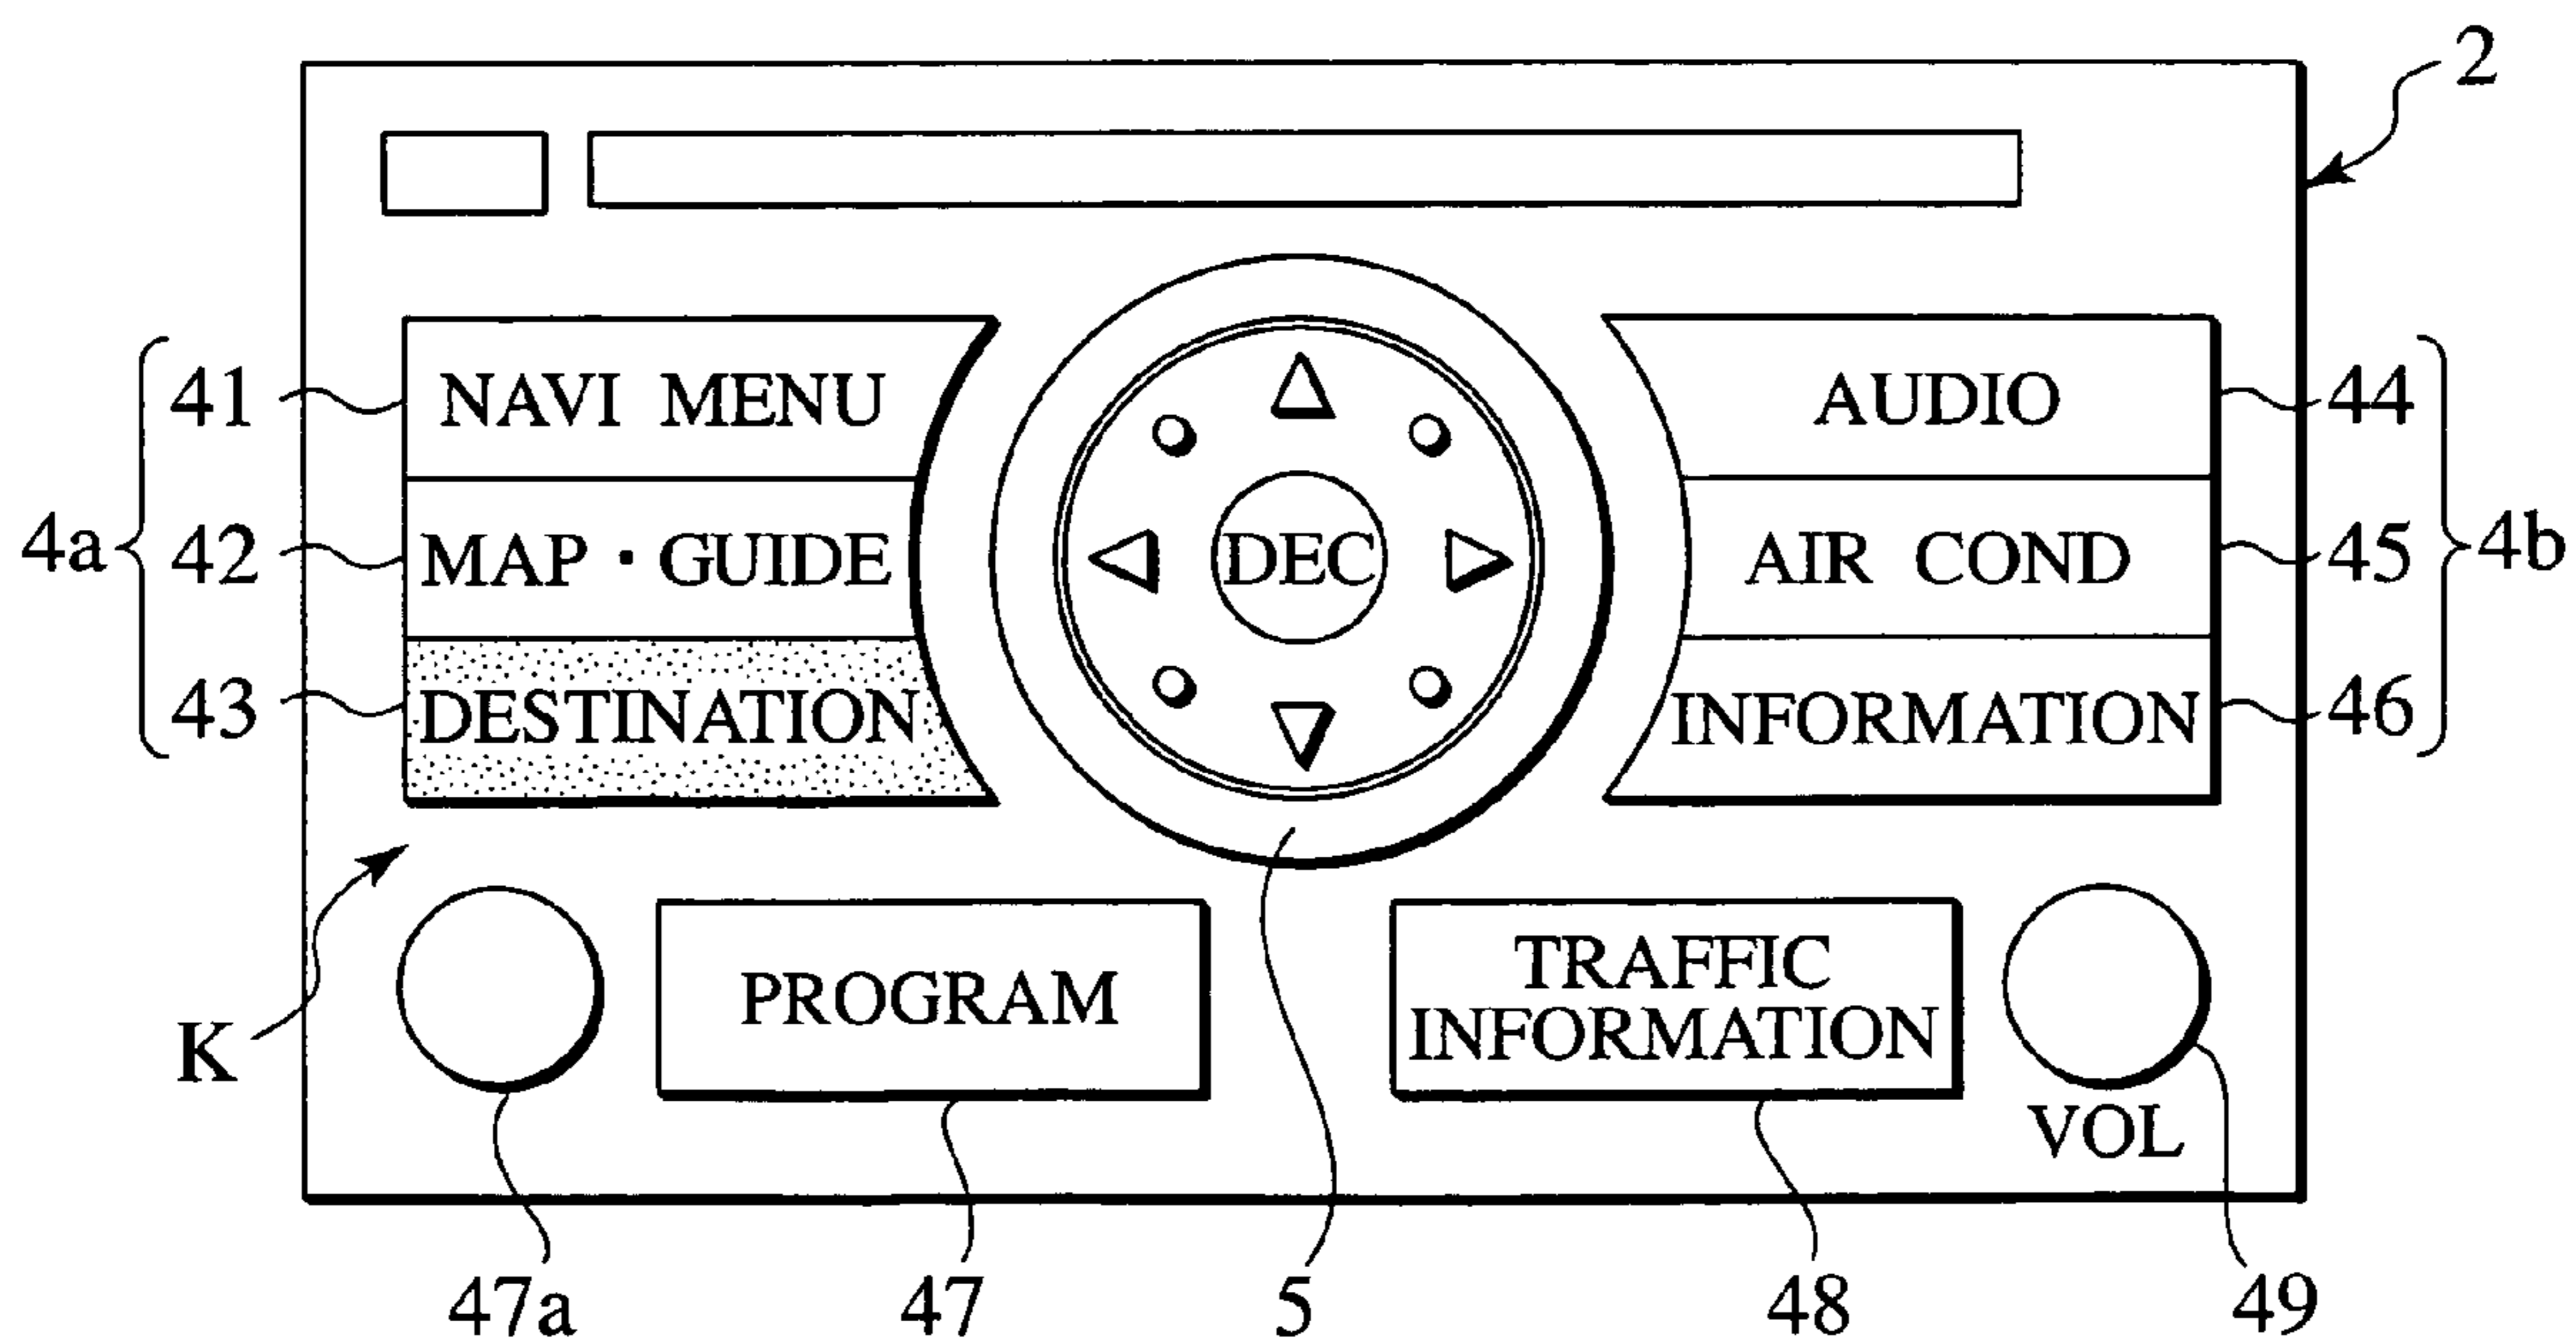 2
41 NAVI MENU AUDIO 44
4a 42 MAP · GUIDE DEC AIR COND 45 4b
43 DESTINATION INFORMATION 46
K
PROGRAM
TRAFFIC
INFORMATION
VOL
47a 47 5 48 49